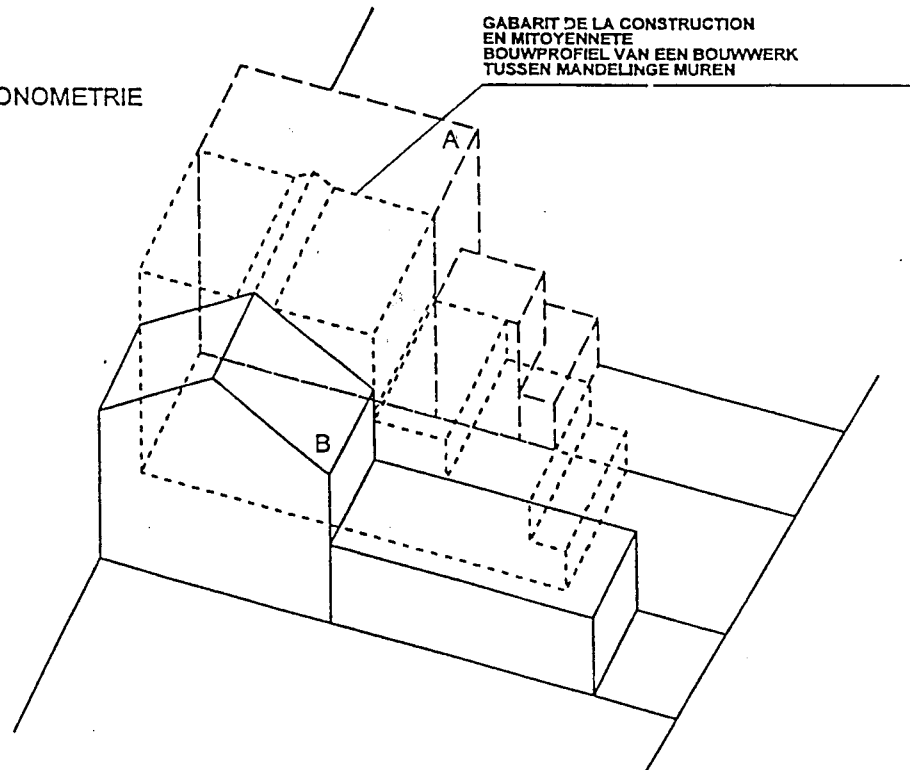 GABARIT DE LA CONSTRUCTION
EN MITOYENNETE
BOUWPROFIEL VAN EEN BOUWWERK
TUSSEN MANDELINGE MUREN
ONOMETRIE
A
B